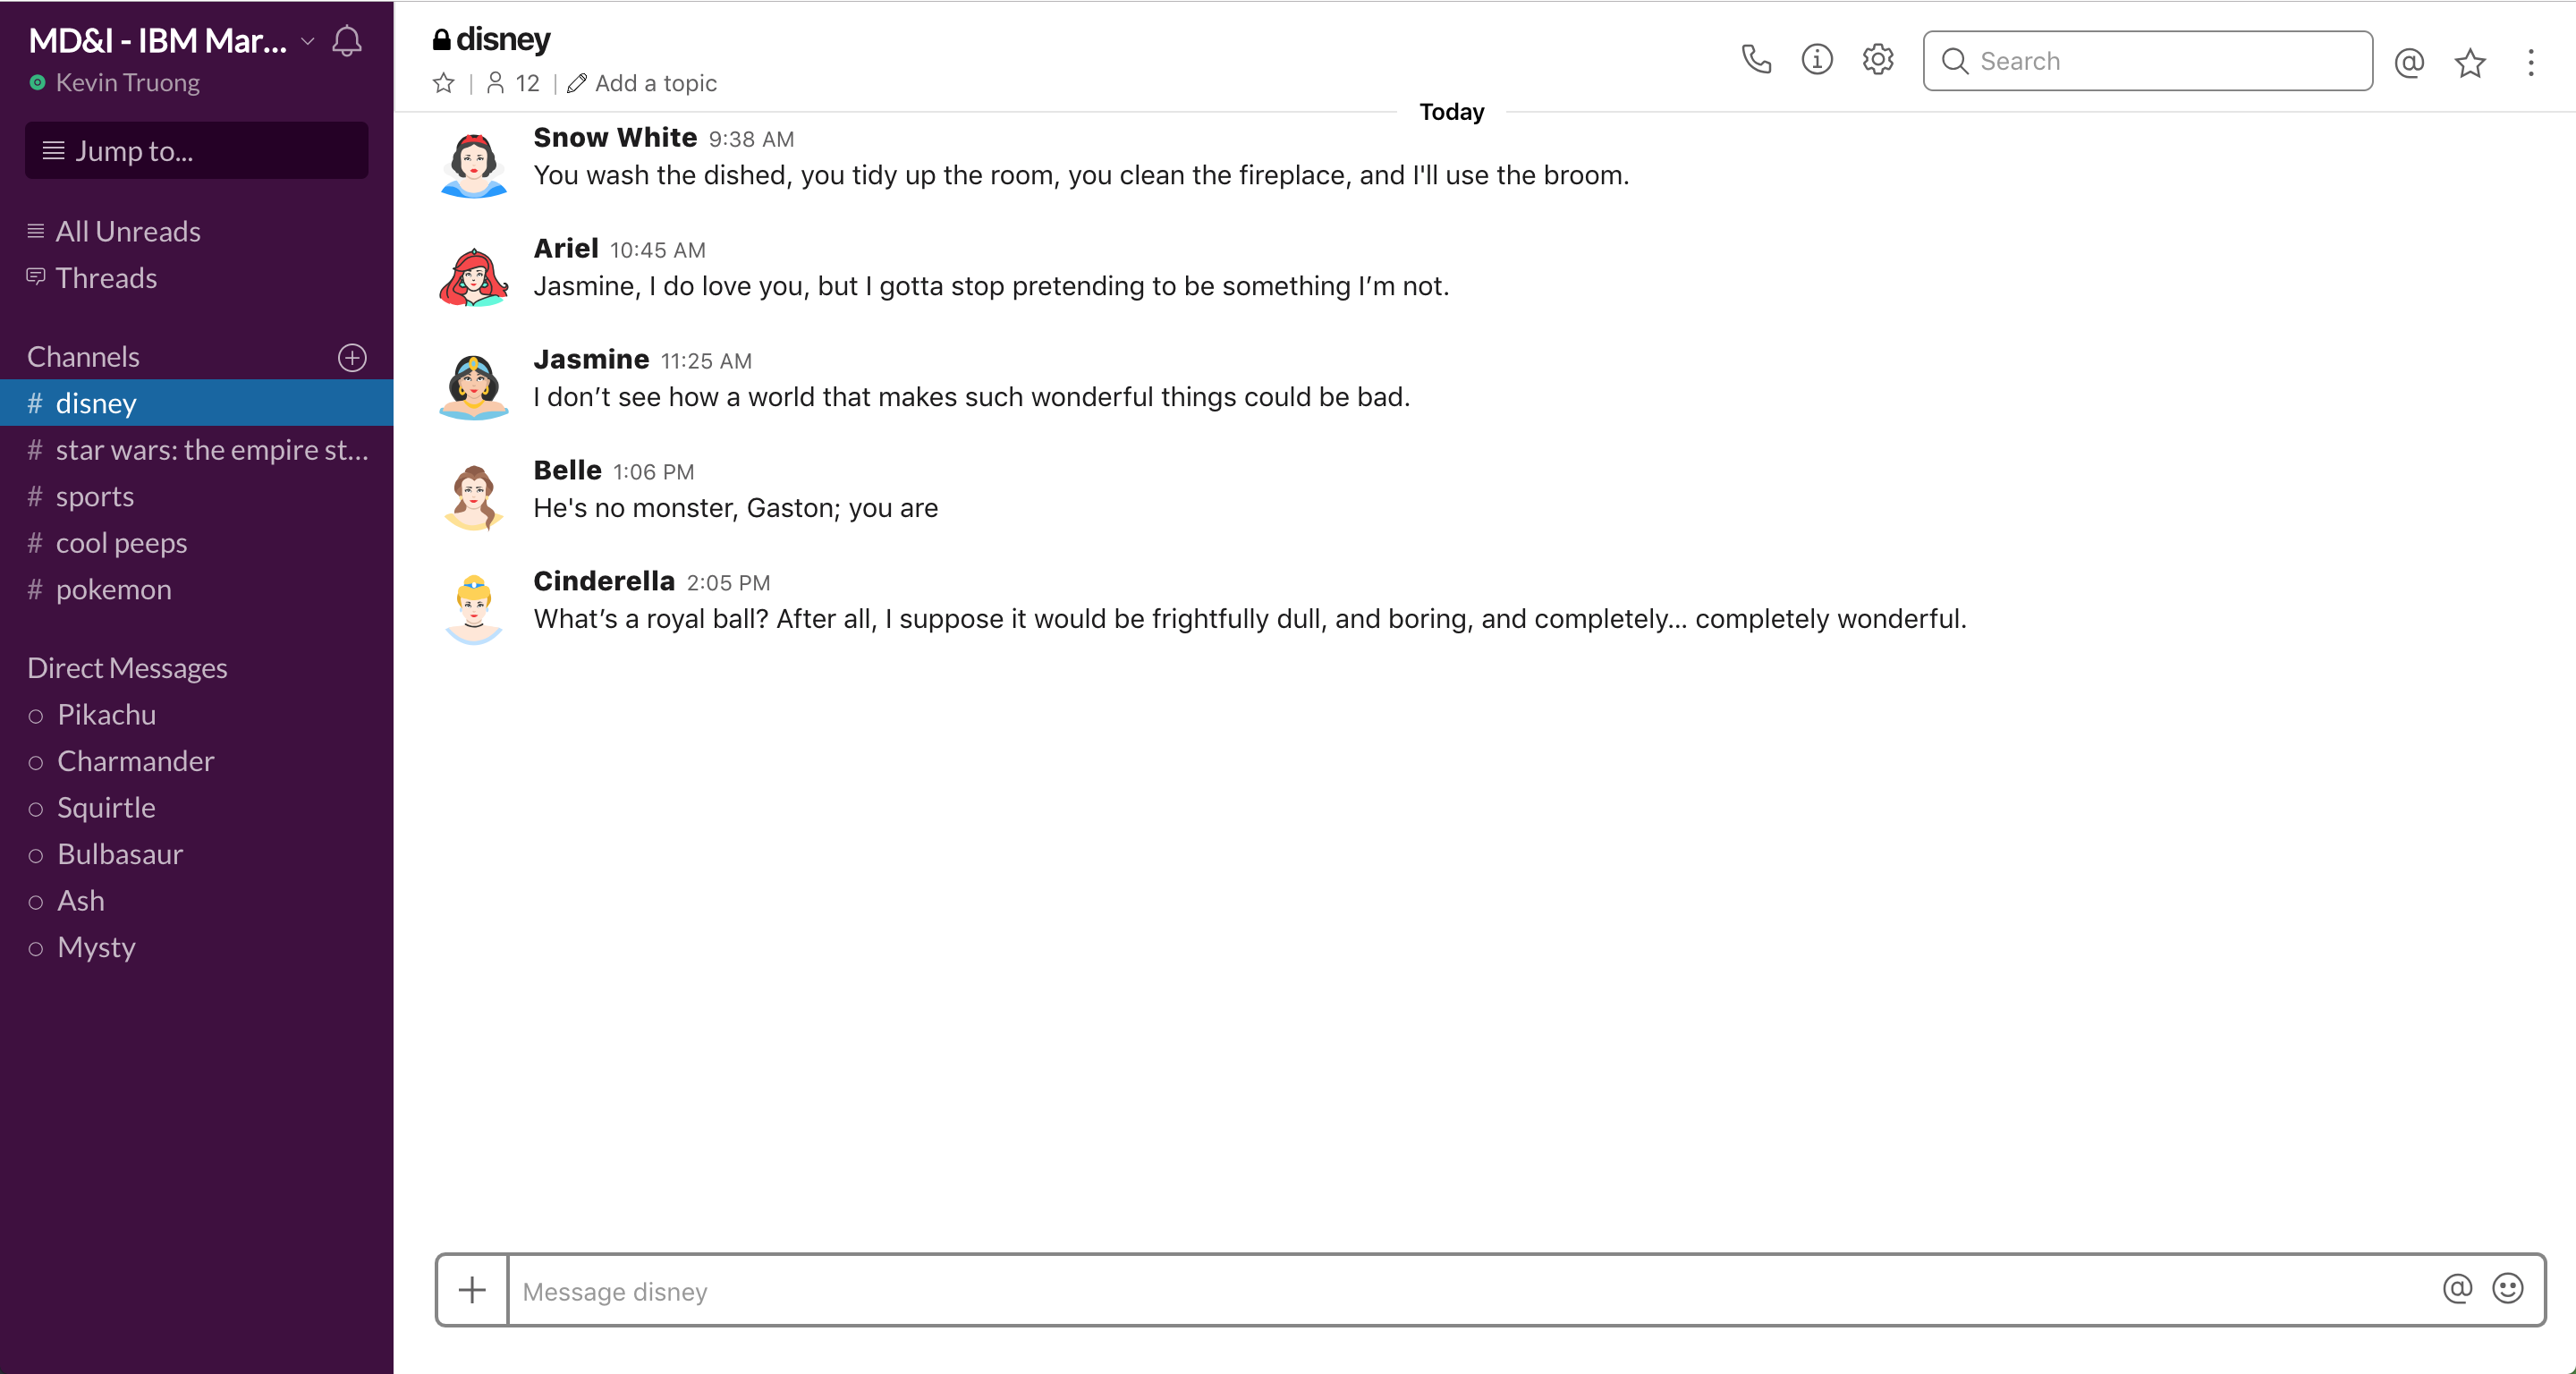 MD&I - IBM Mar...
Kevin Truong
Jump to...
All Unreads
Threads
Channels
# disney
# star wars: the empire st...
# sports
# cool peeps
# pokemon
Direct Messages
Pikachu
Charmander
Squirtle
Bulbasaur
Ash
Mysty
disney
12 | Add a topic
Search
@
Today
Snow White 9:38 AM
You wash the dished, you tidy up the room, you clean the fireplace, and I'll use the broom.
Ariel 10:45 AM
Jasmine, I do love you, but I gotta stop pretending to be something I’m not.
Jasmine 11:25 AM
I don’t see how a world that makes such wonderful things could be bad.
Belle 1:06 PM
He's no monster, Gaston; you are
Cinderella 2:05 PM
What’s a royal ball? After all, I suppose it would be frightfully dull, and boring, and completely... completely wonderful.
Message disney
@